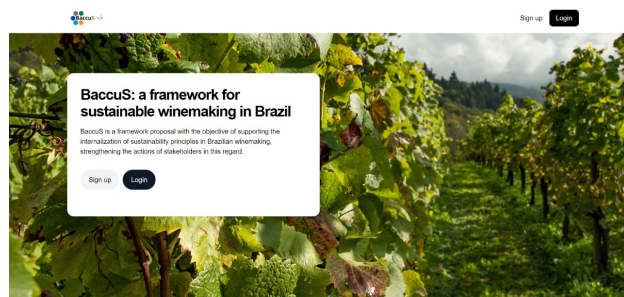 BaccuS
Sign up
Login
BaccuS: a framework for
sustainable winemaking in Brazil
BaccuS is a framework proposal with the objective of supporting the
internalization of sustainability principles in Brazilian winemaking,
strengthening the actions of stakeholders in this regard.
Sign up
Login